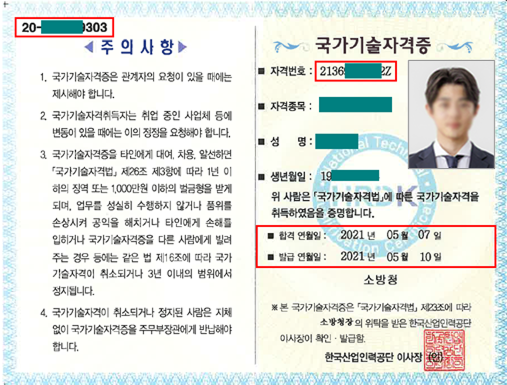 20-
0303
◀ 주 의 사 항 ▶
1. 국가기술자격증은 관계자의 요청이 있을 때에는
제시해야 합니다.
2. 국가기술자격취득자는 취업 중인 사업체 등에
변동이 있을 때에는 이의 정정을 요청해야 합니다.
3. 국가기술자격증을 타인에게 대여, 차용, 알선하면
「국가기술자격법」 제26조 제3항에 따라 1년 이
하의 징역 또는 1,000만원 이하의 벌금형을 받게
되며, 업무를 성실히 수행하지 않거나 품위를
손상시켜 공익을 해치거나 타인에게 손해를
입히거나 국가기술자격증을 다른 사람에게 빌려
주는 경우 등에는 같은 법 제16조에 따라 국가
기술자격이 취소되거나 3년 이내의 범위에서
정지됩니다.
4. 국가기술자격이 취소되거나 정지된 사람은 지체
없이 국가기술자격증을 주무부장관에게 반납해야
합니다.
국가기술자격증
■ 자격번호 : 2136
2Z
■ 자격종목 :
■ 성 명 :
■ 생년월일 : 19
National Technical
HRDK
위 사람은 「국가기술자격법」에 따른 국가기술자격을
취득하였음을 증명합니다.
■ 합격 연월일 : 2021 년 05 월 07 일
■ 발급 연월일 : 2021 년 05 월 10 일
소방청
※ 본 국가기술자격증은 「국가기술자격법」 제23조에 따라
소방청장의 위탁을 받은 한국산업인력공단
이사장이 확인·발급함.
한국산업인력공단 이사장 (인)